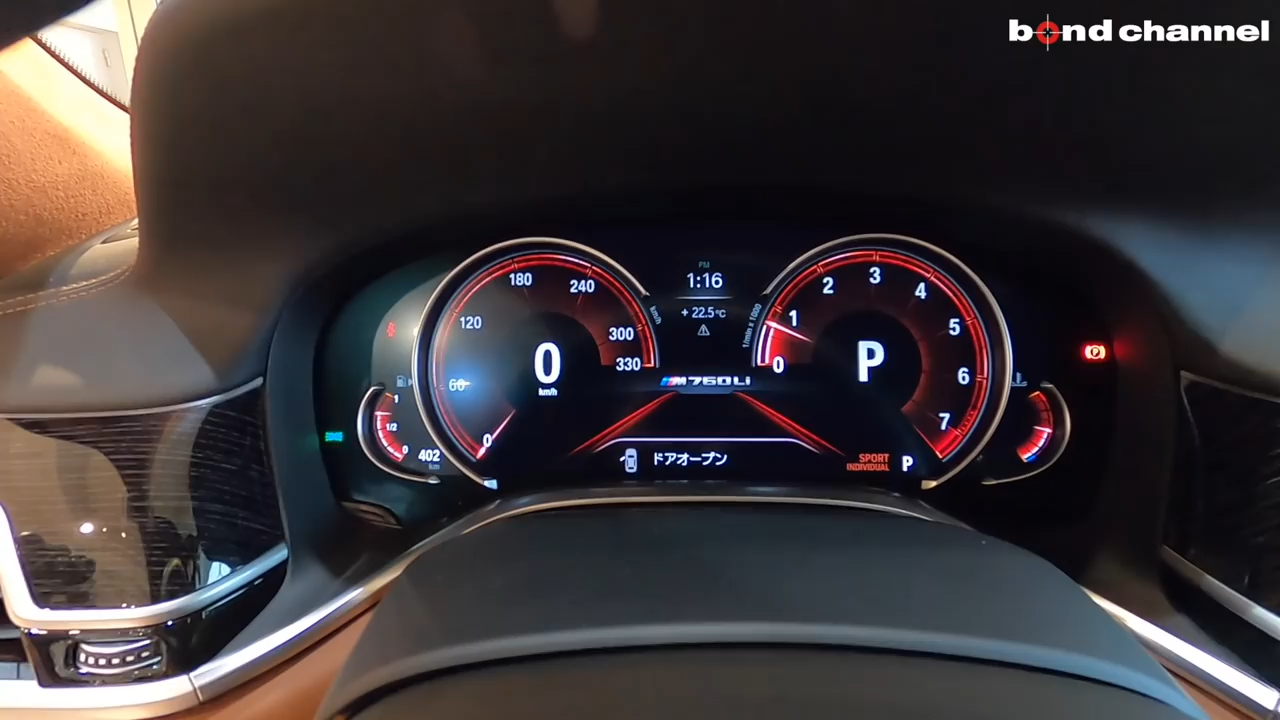 bond channel
PM
1:16
+ 22.5°C
0
60
120
180
240
300
330
km/h
0
km/h
M760Li
1/min x 1000
0
1
2
3
4
5
6
7
P
1
1/2
0
402
km
ドアオープン
SPORT
INDIVIDUAL
P
P